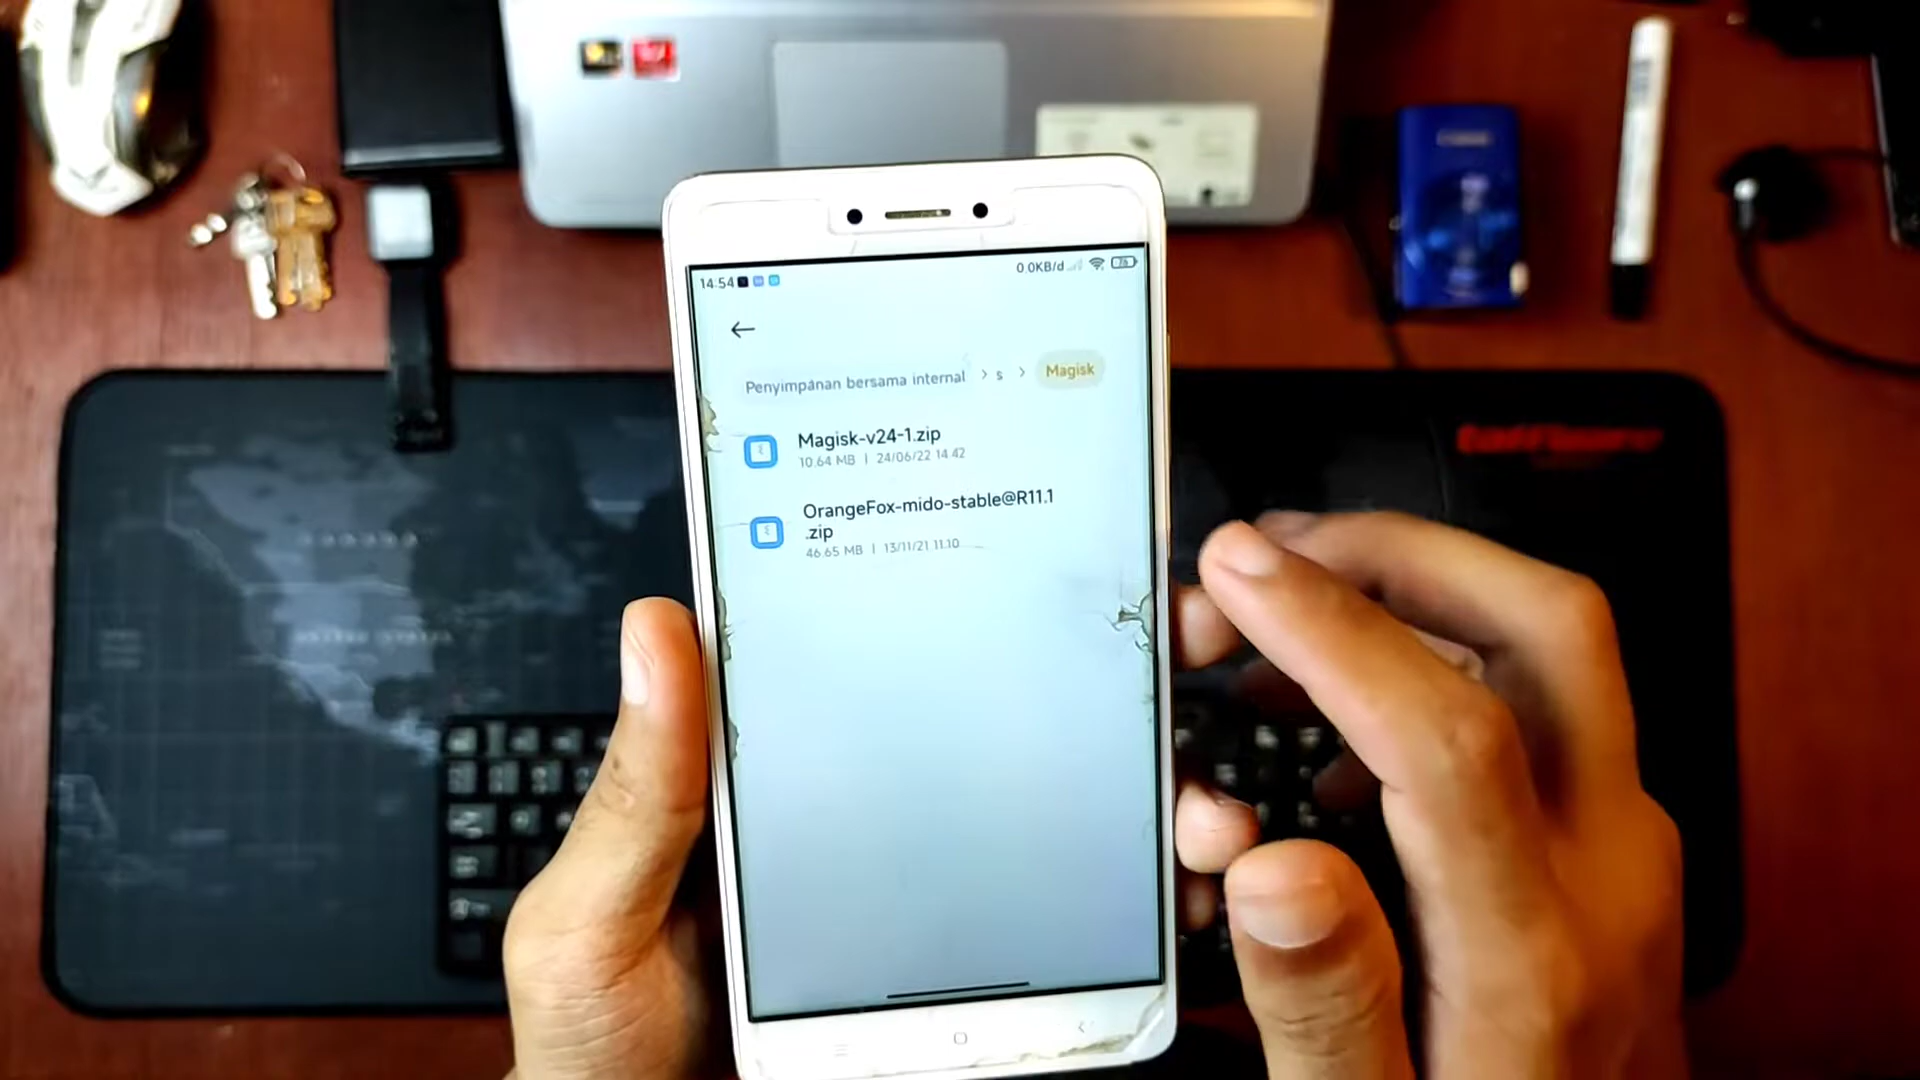 14:54
0.0KB/d
76
Penyimpanan bersama internal > s > Magisk
Magisk-v24-1.zip
10.64 MB | 24/06/22 14.42
OrangeFox-mido-stable@R11.1
.zip
46.65 MB | 13/11/21 11.10